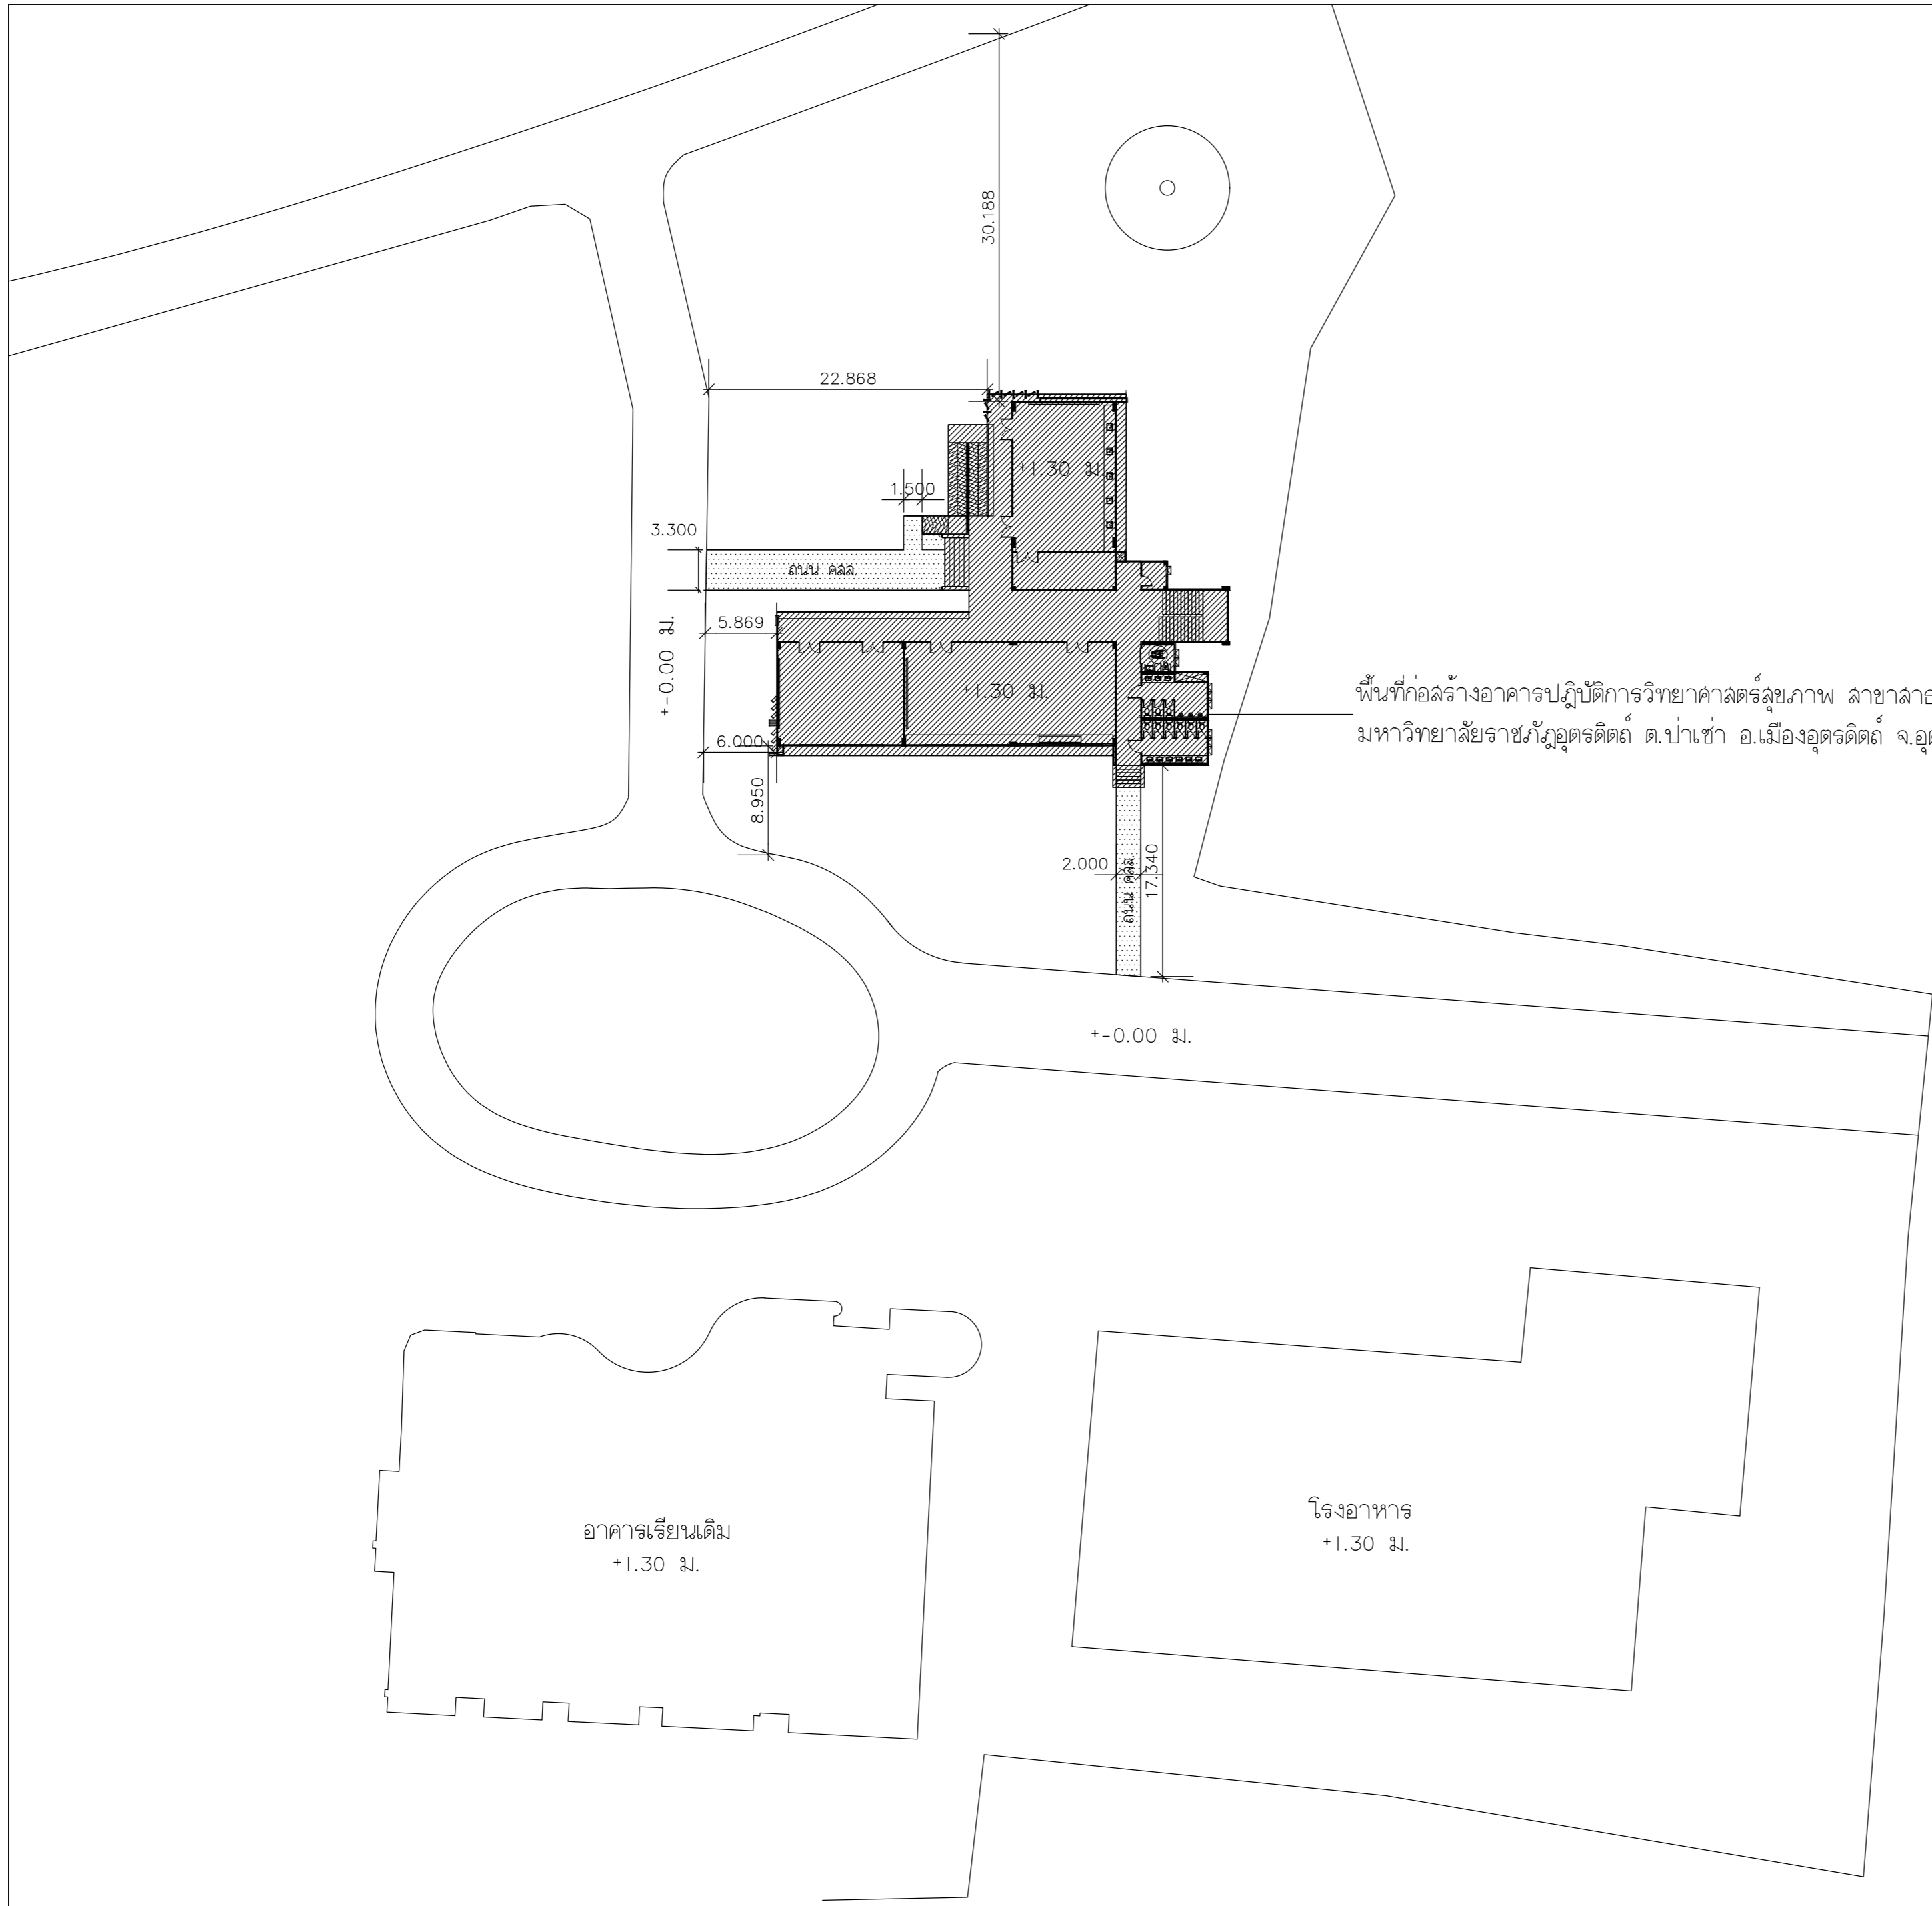 30.188
22.868
+1.30 ม.
1.500
3.300
ถนน คสล.
5.869
+-0.00 ม.
+1.30 ม.
พื้นที่ก่อสร้างอาคารปฏิบัติการวิทยาศาสตร์สุขภาพ สาขาสาธ
มหาวิทยาลัยราชภัฏอุตรดิตถ์ ต.ป่าเซ่า อ.เมืองอุตรดิตถ์ จ.อุต
6.000
8.950
2.000
ถนน คสล.
17.340
+-0.00 ม.
อาคารเรียนเดิม
+1.30 ม.
โรงอาหาร
+1.30 ม.